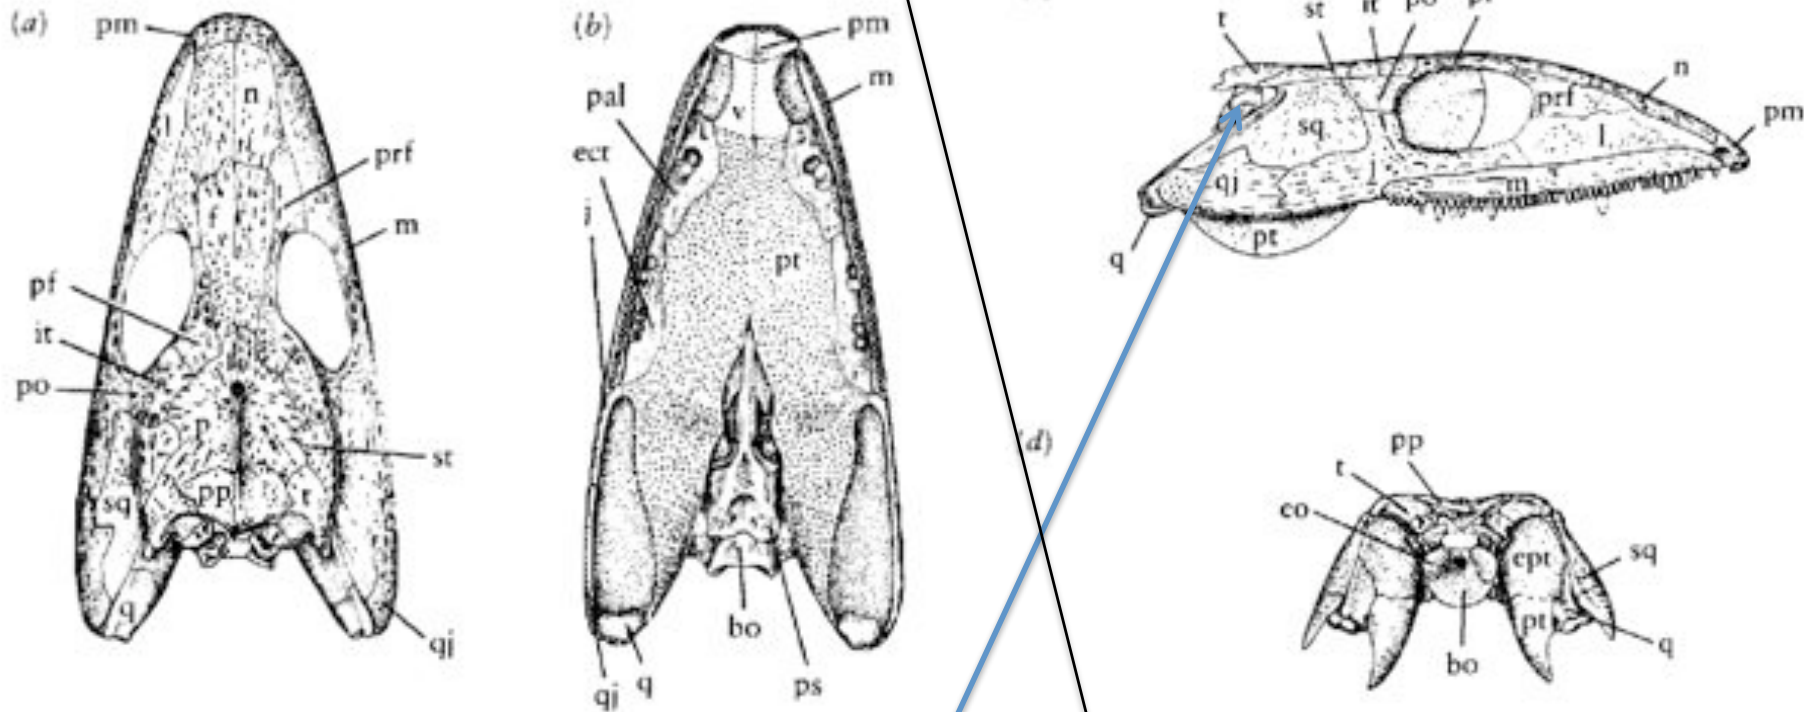 (a)
pm
n
l
prf
m
pf
it
po
p
st
sq
pp
t
q
qj
(b)
pm
m
pal
v
ect
j
pt
bo
qj
q
ps
t
st
it
po
n
prf
pm
sq
l
qj
j
m
pt
q
(d)
pp
t
eo
ept
sq
pt
q
bo